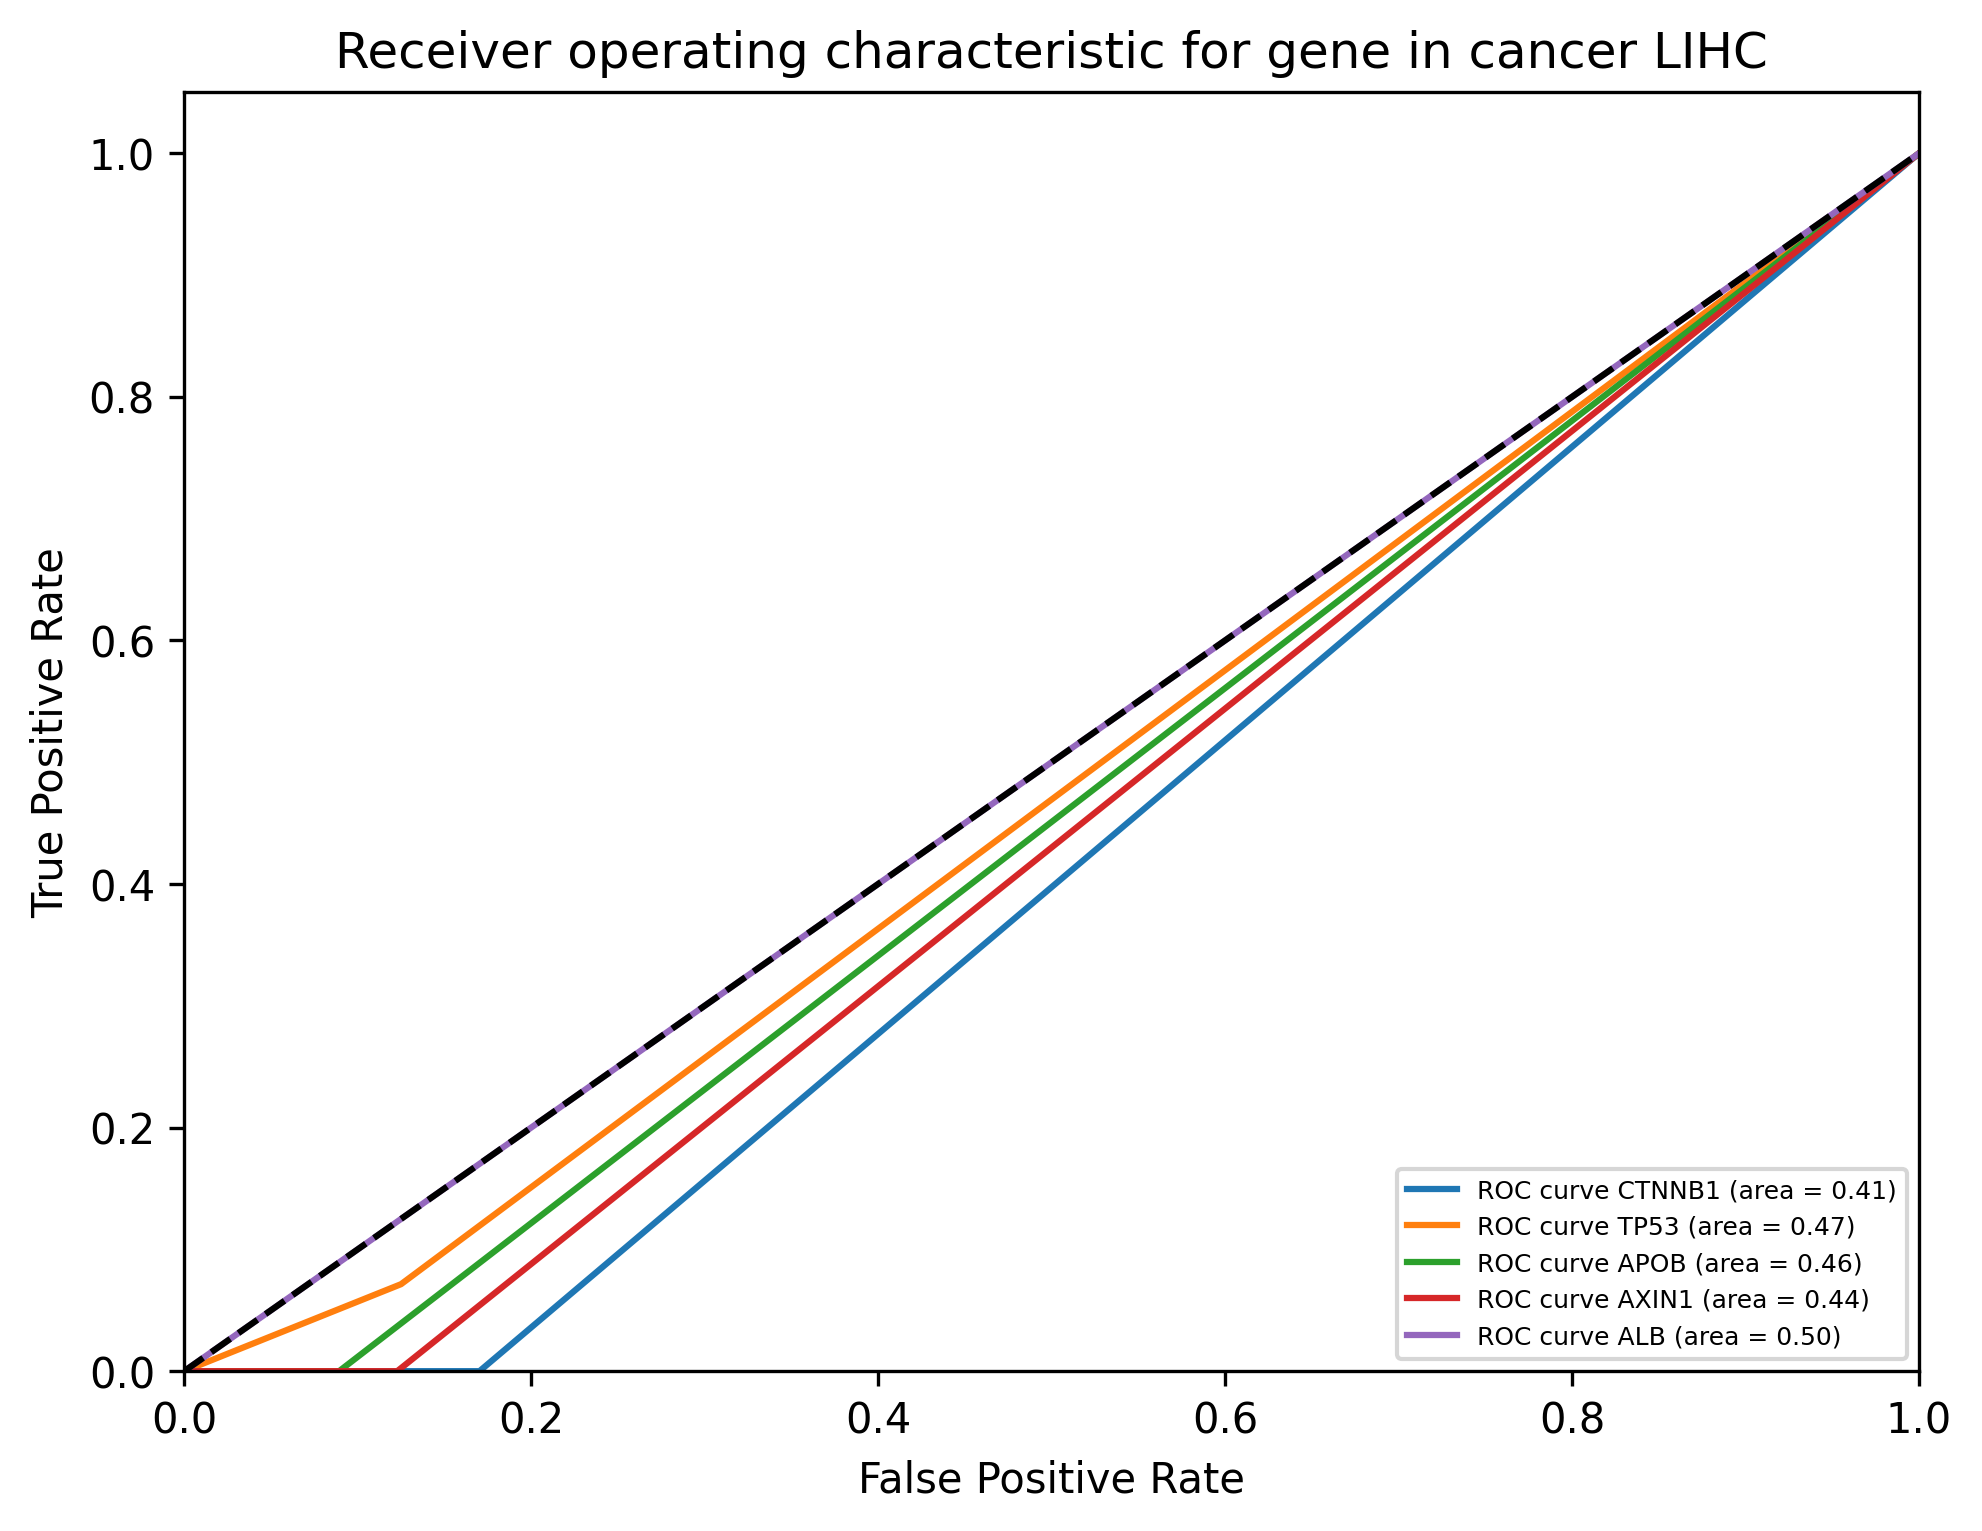 Receiver operating characteristic for gene in cancer LIHC
1.0
0.8
0.6
0.4
0.2
0.0
True Positive Rate
ROC curve CTNNB1 (area = 0.41)
ROC curve TP53 (area = 0.47)
ROC curve APOB (area = 0.46)
ROC curve AXIN1 (area = 0.44)
ROC curve ALB (area = 0.50)
0.0 0.2 0.4 0.6 0.8 1.0
False Positive Rate